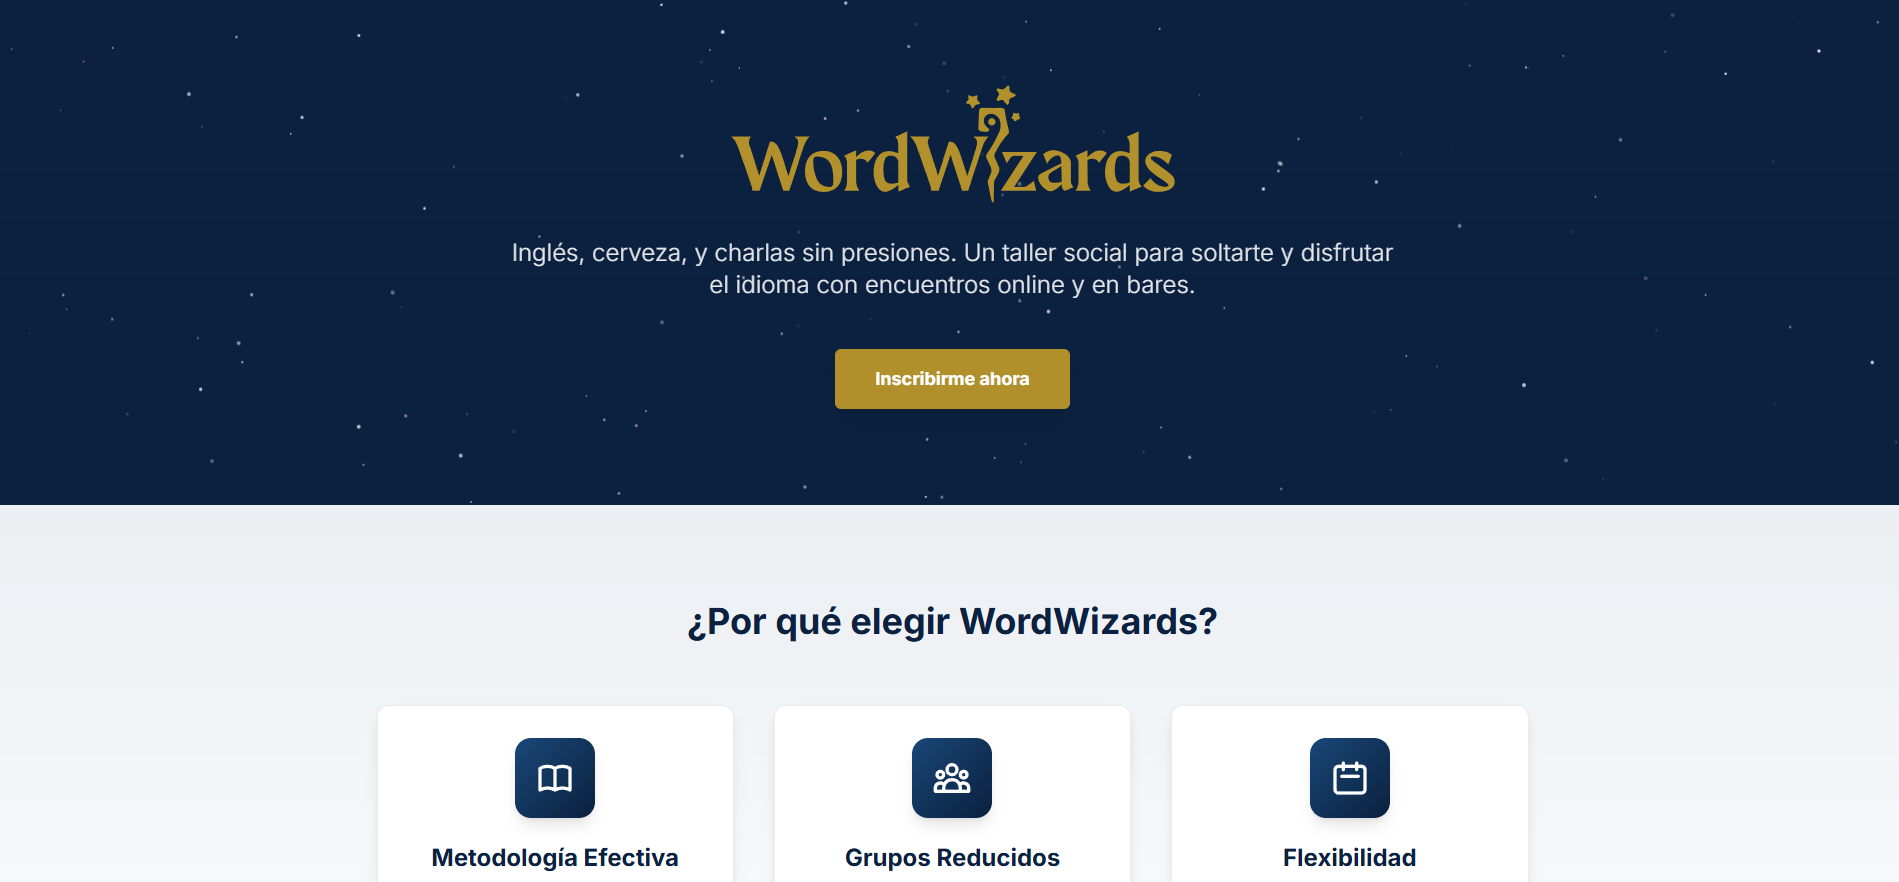 WordWizards
Inglés, cerveza, y charlas sin presiones. Un taller social para soltarte y disfrutar
el idioma con encuentros online y en bares.
Inscribirme ahora
¿Por qué elegir WordWizards?
Metodología Efectiva
Grupos Reducidos
Flexibilidad